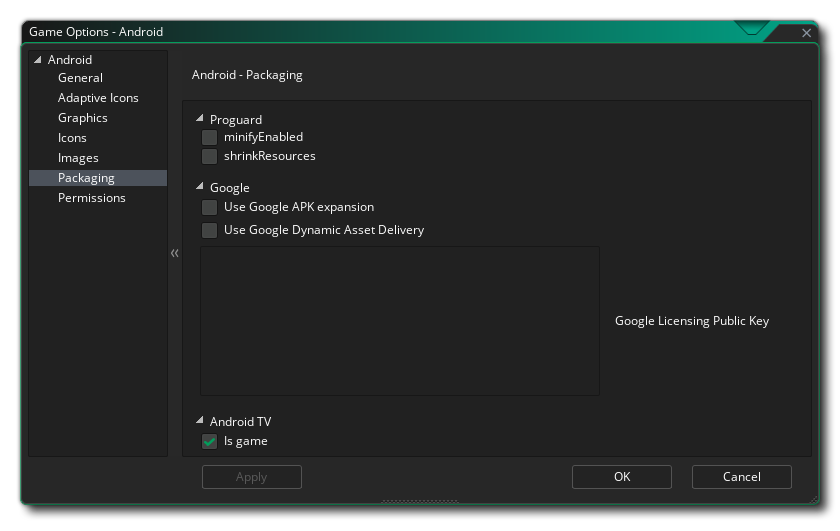 Game Options - Android
Android
General
Adaptive Icons
Graphics
Icons
Images
Packaging
Permissions
Android - Packaging
Proguard
minifyEnabled
shrinkResources
Google
Use Google APK expansion
Use Google Dynamic Asset Delivery
Google Licensing Public Key
Android TV
Is game
Apply
OK
Cancel